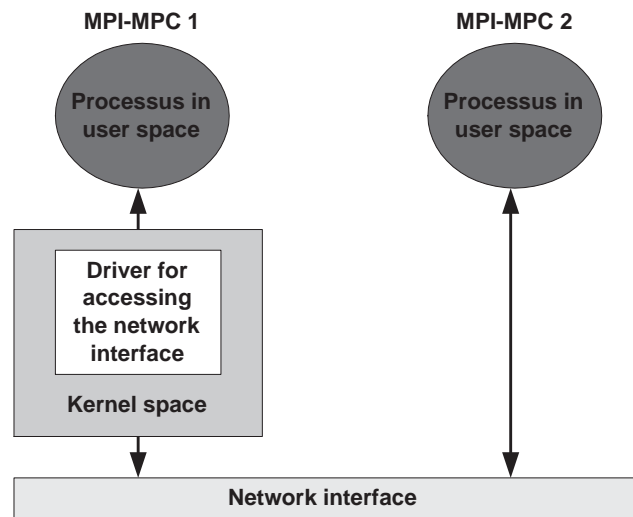 MPI-MPC 1
MPI-MPC 2
Processus in
user space
Processus in
user space
Driver for
accessing
the network
interface
Kernel space
Network interface